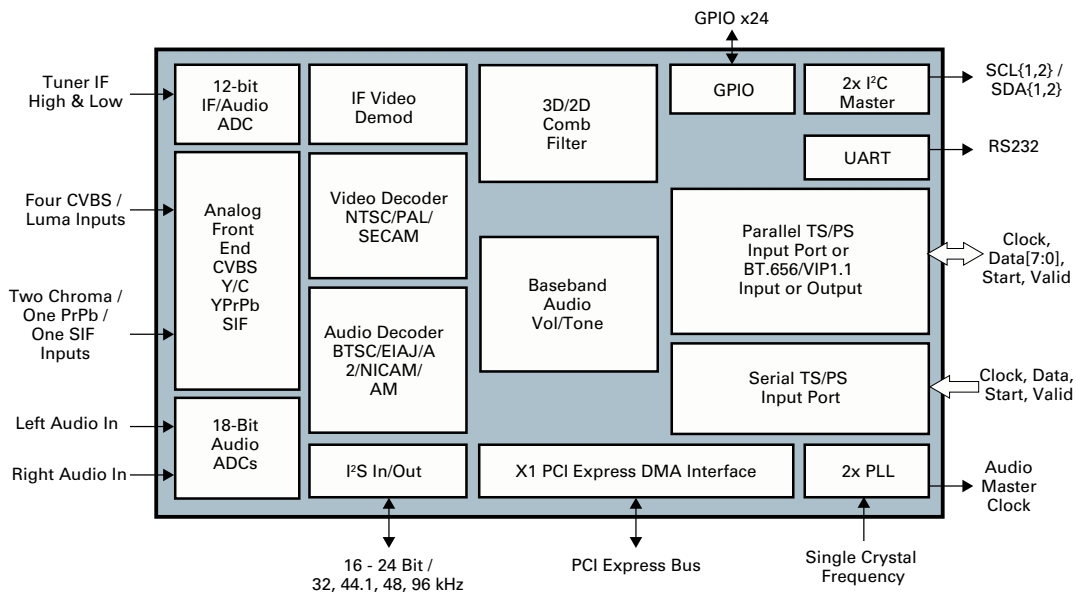 GPIO x24
Tuner IF
High & Low
12-bit
IF/Audio
ADC
IF Video
Demod
3D/2D
Comb
Filter
GPIO
2x I²C
Master
SCL{1,2} /
SDA{1,2}
UART
RS232
Four CVBS /
Luma Inputs
Analog
Front
End
CVBS
Y/C
YPrPb
SIF
Video Decoder
NTSC/PAL/
SECAM
Parallel TS/PS
Input Port or
BT.656/VIP1.1
Input or Output
Clock,
Data[7:0],
Start, Valid
Two Chroma /
One PrPb /
One SIF
Inputs
Audio Decoder
BTSC/EIAJ/A
2/NICAM/
AM
Baseband
Audio
Vol/Tone
Serial TS/PS
Input Port
Clock, Data,
Start, Valid
Left Audio In
Right Audio In
18-Bit
Audio
ADCs
I²S In/Out
X1 PCI Express DMA Interface
2x PLL
Audio
Master
Clock
16 - 24 Bit /
32, 44.1, 48, 96 kHz
PCI Express Bus
Single Crystal
Frequency